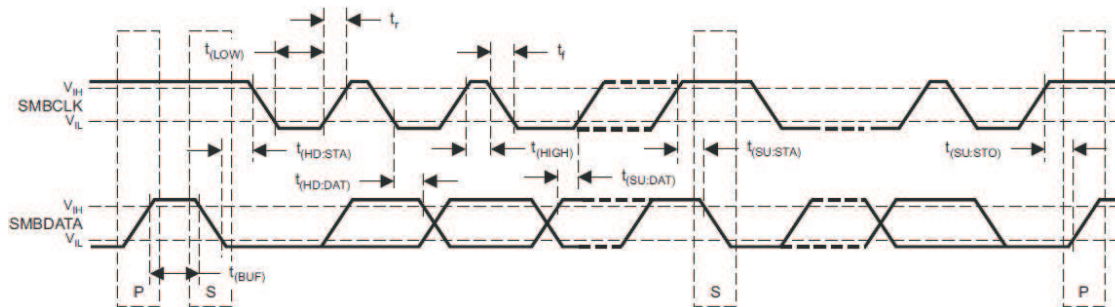 t(LOW)
tr
tf
VIH
SMBCLK
VIL
t(HD:STA)
t(HIGH)
t(SU:STA)
t(SU:STO)
t(HD:DAT)
t(SU:DAT)
VIH
SMBDATA
VIL
t(BUF)
P
S
S
P